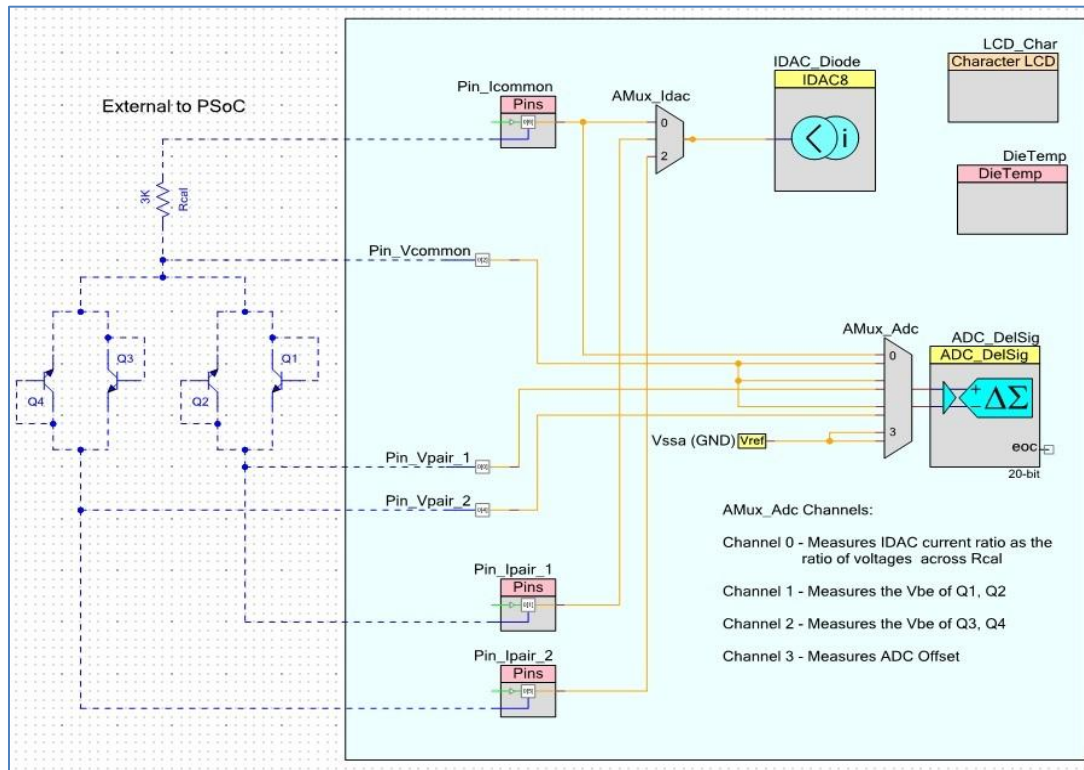 LCD_Char
Character LCD
IDAC_Diode
IDAC8
i
Pin_Icommon
Pins
AMux_Idac
0
2
External to PSoC
DieTemp
DieTemp
3K
Rcal
Pin_Vcommon
AMux_Adc
0
3
ADC_DelSig
ADC_DelSig
+
-
ΔΣ
eoc
20-bit
Q3
Q1
Q4
Q2
Vssa (GND)
Vref
Pin_Vpair_1
Pin_Vpair_2
AMux_Adc Channels:
Channel 0 - Measures IDAC current ratio as the
ratio of voltages across Rcal
Channel 1 - Measures the Vbe of Q1, Q2
Channel 2 - Measures the Vbe of Q3, Q4
Channel 3 - Measures ADC Offset
Pin_Ipair_1
Pins
Pin_Ipair_2
Pins